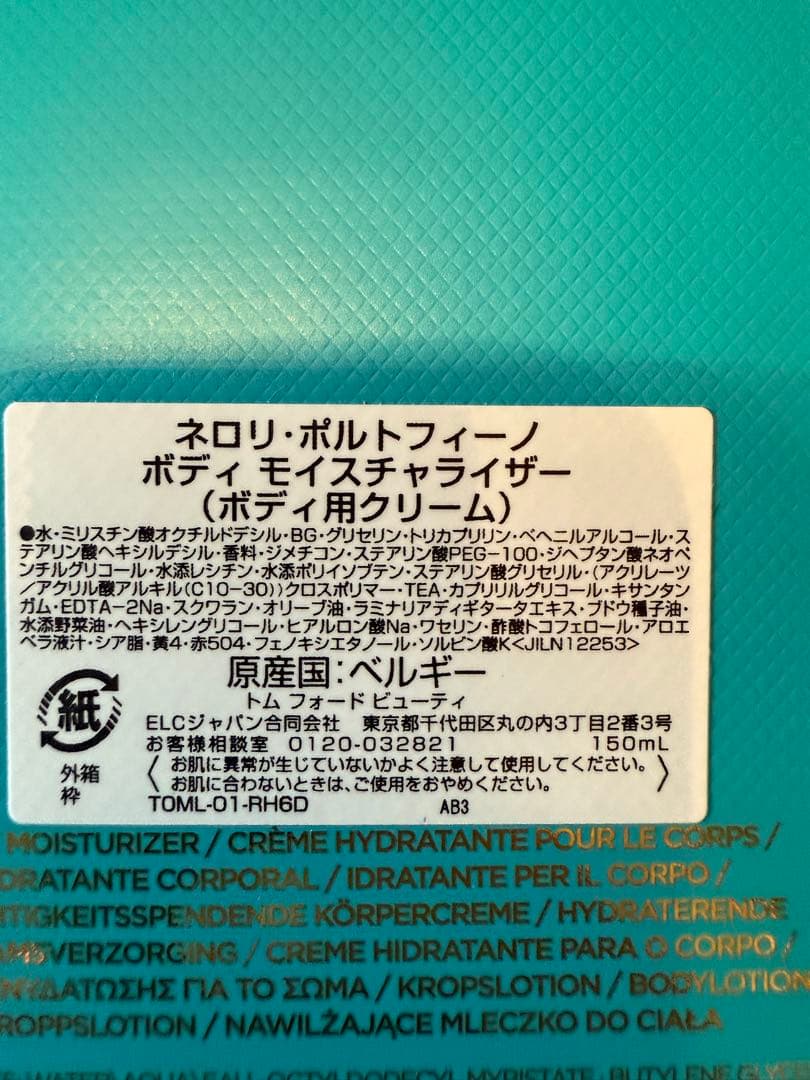 ネロリ・ポルトフィーノ
ボディ モイスチャライザー
（ボディ用クリーム）
●水・ミリスチン酸オクチルドデシル・BG・グリセリン・トリカプリリン・ベヘニルアルコール・ス
テアリン酸ヘキシルデシル・香料・ジメチコン・ステアリン酸PEG-100・ジヘプタン酸ネオペ
ンチルグリコール・水添レシチン・水添ポリイソブテン・ステアリン酸グリセリル・(アクリレーツ
/アクリル酸アルキル(C10-30))クロスポリマー・TEA・カプリリルグリコール・キサンタン
ガム・EDTA-2Na・スクワラン・オリーブ油・ラミナリアディギタータエキス・ブドウ種子油・
水添野菜油・ヘキシレングリコール・ヒアルロン酸Na・ワセリン・酢酸トコフェロール・アロエ
ベラ液汁・シア脂・黄4・赤504・フェノキシエタノール・ソルビン酸K<JILN12253>
原産国：ベルギー
トム フォード ビューティ
ELCジャパン合同会社 東京都千代田区丸の内3丁目2番3号
お客様相談室 0120-032821 150mL
〈お肌に異常が生じていないかよく注意して使用してください。
お肌に合わないときは、ご使用をおやめください。〉
紙
外箱
枠
TOML-01-RH6D AB3
MOISTURIZER / CRÈME HYDRATANTE POUR LE CORPS /
DRATANTE CORPORAL / IDRATANTE PER IL CORPO /
TIGKEITSSPENDENDE KÖRPERCREME / HYDRATERENDE
AMSVERZORGING / CREME HIDRATANTE PARA O CORPO /
ΝΥΔΑΤΩΣΗΣ ΓΙΑ ΤΟ ΣΩΜΑ / KROPSLOTION / BODYLOTION
ROPPSLOTION / NAWILŻAJĄCE MLECZKO DO CIAŁA